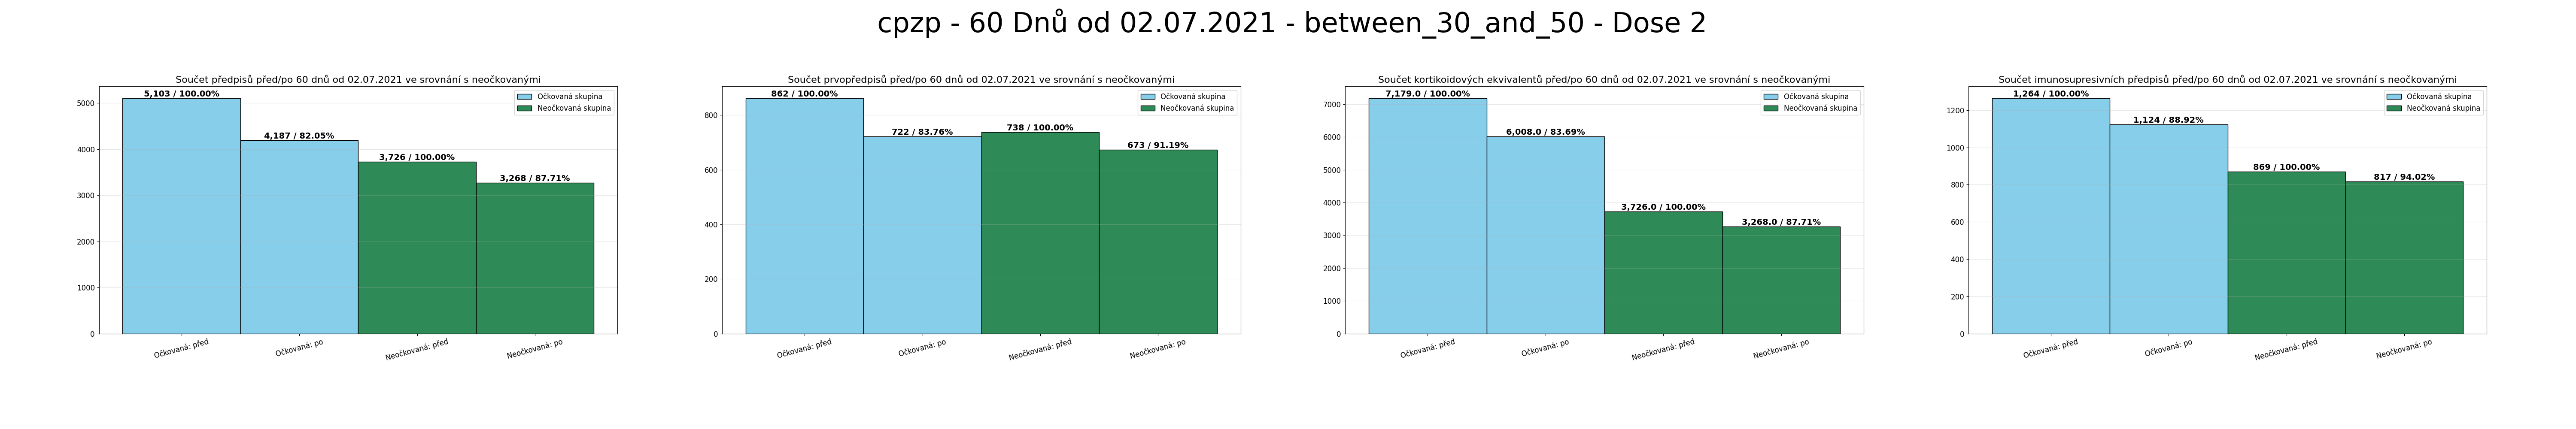 cpzp - 60 Dnů od 02.07.2021 - between_30_and_50 - Dose 2
Součet předpisů před/po 60 dnů od 02.07.2021 ve srovnání s neočkovanými
5000
4000
3000
2000
1000
0
5,103 / 100.00%
4,187 / 82.05%
3,726 / 100.00%
3,268 / 87.71%
Očkovaná skupina
Neočkovaná skupina
Očkovaná: před
Očkovaná: po
Neočkovaná: před
Neočkovaná: po
Součet prvopředpisů před/po 60 dnů od 02.07.2021 ve srovnání s neočkovanými
800
600
400
200
0
862 / 100.00%
722 / 83.76%
738 / 100.00%
673 / 91.19%
Očkovaná skupina
Neočkovaná skupina
Očkovaná: před
Očkovaná: po
Neočkovaná: před
Neočkovaná: po
Součet kortikoidových ekvivalentů před/po 60 dnů od 02.07.2021 ve srovnání s neočkovanými
7000
6000
5000
4000
3000
2000
1000
0
7,179.0 / 100.00%
6,008.0 / 83.69%
3,726.0 / 100.00%
3,268.0 / 87.71%
Očkovaná skupina
Neočkovaná skupina
Očkovaná: před
Očkovaná: po
Neočkovaná: před
Neočkovaná: po
Součet imunosupresivních předpisů před/po 60 dnů od 02.07.2021 ve srovnání s neočkovanými
1200
1000
800
600
400
200
0
1,264 / 100.00%
1,124 / 88.92%
869 / 100.00%
817 / 94.02%
Očkovaná skupina
Neočkovaná skupina
Očkovaná: před
Očkovaná: po
Neočkovaná: před
Neočkovaná: po